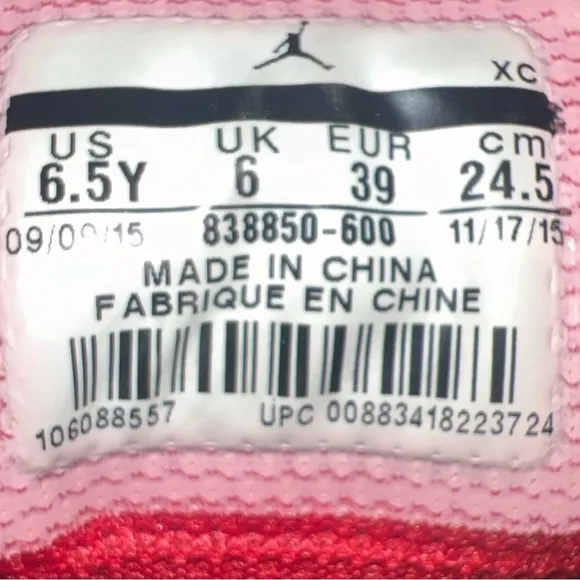 XC
US UK EUR cm
6.5Y 6 39 24.5
838850-600 11/17/15
MADE IN CHINA
FABRIQUE EN CHINE
106088557 UPC 00883418223724